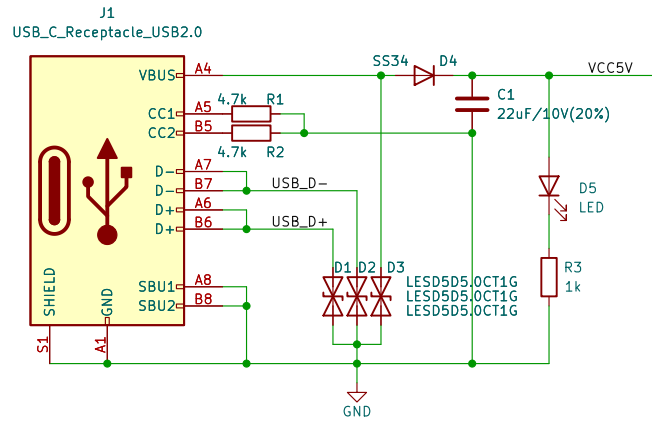 J1
USB_C_Receptacle_USB2.0
VBUS A4
CC1 A5 4.7k R1
CC2 B5 4.7k R2
D- A7
D- B7 USB_D-
D+ A6
D+ B6 USB_D+
SBU1 A8
SBU2 B8
SHIELD
GND
S1
A1
SS34 D4
VCC5V
C1
22uF/10V(20%)
D5
LED
R3
1k
D1 D2 D3
LESD5D5.0CT1G
LESD5D5.0CT1G
LESD5D5.0CT1G
GND